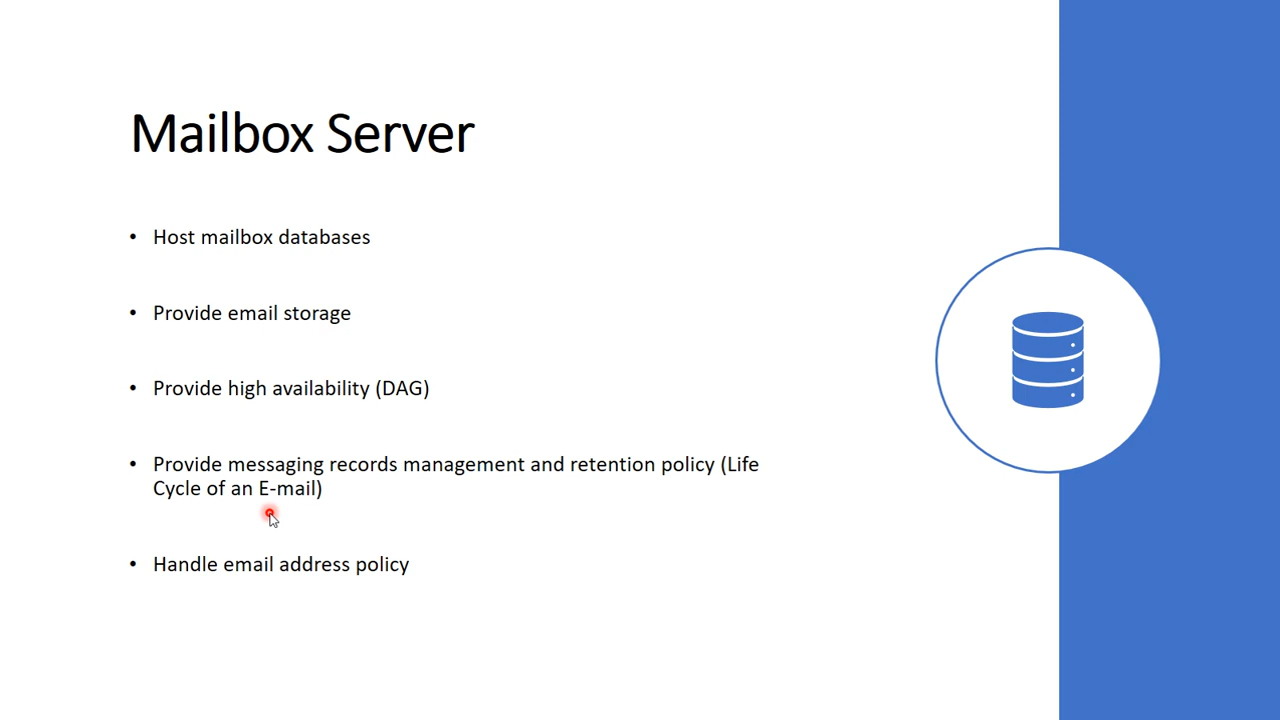 Mailbox Server
• Host mailbox databases
• Provide email storage
• Provide high availability (DAG)
• Provide messaging records management and retention policy (Life
Cycle of an E-mail)
• Handle email address policy